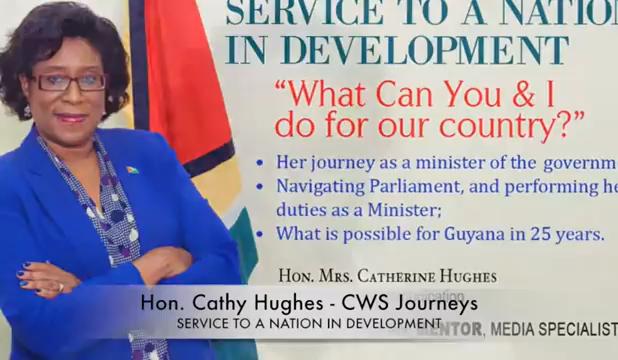 SERVICE TO A NATION
IN DEVELOPMENT
"What Can You & I
do for our country?"
• Her journey as a minister of the governm
• Navigating Parliament, and performing he
duties as a Minister;
• What is possible for Guyana in 25 years.
HON. MRS. CATHERINE HUGHES
Hon. Cathy Hughes - CWS Journeys
SERVICE TO A NATION IN DEVELOPMENT
MENTOR, MEDIA SPECIALIST